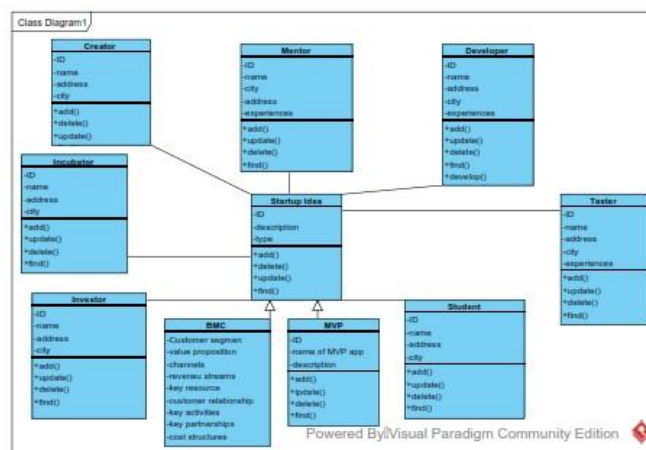 Class Diagram1
Creator
-ID
-name
-address
-city
+add()
+delete()
+update()
Mentor
-ID
-name
-city
-address
-experiences
+add()
+update()
+delete()
+find()
Developer
-ID
-name
-address
-city
-experiences
+add()
+update()
+delete()
+find()
+develop()
Incubator
-ID
-name
-address
-city
+add()
+update()
+delete()
+find()
Startup Idea
-ID
-description
-type
+add()
+delete()
+update()
+find()
Tester
-ID
-name
-address
-city
-experiences
+add()
+update()
+delete()
+find()
Investor
-ID
-name
-address
-city
+add()
+update()
+delete()
+find()
BMC
-Customer segmen
-value proposition
-channels
-reveneu streams
-key resource
-customer relationship
-key activities
-key partnerships
-cost structures
MVP
-ID
-name of MVP app
-description
+add()
+update()
+delete()
+find()
Student
-ID
-name
-address
-city
+add()
+update()
+delete()
+find()
Powered By Visual Paradigm Community Edition